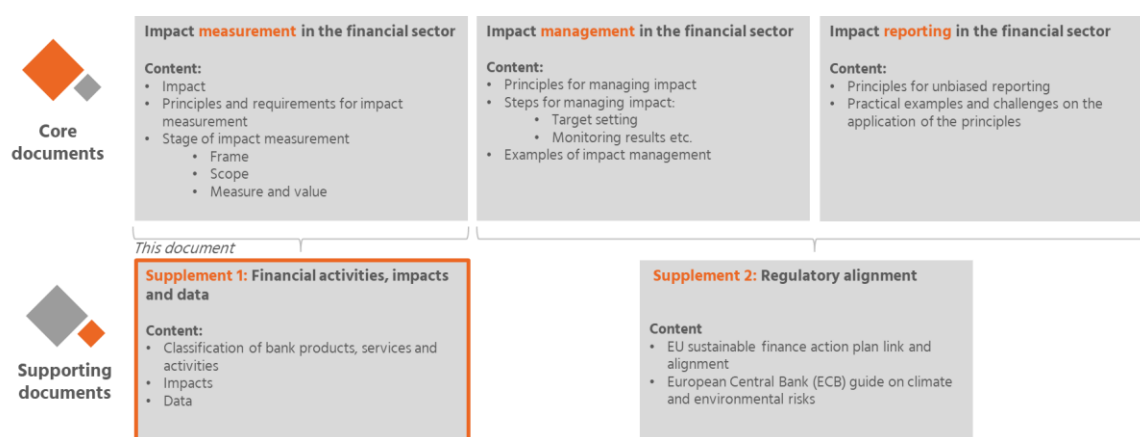 Core
documents
Impact measurement in the financial sector
Content:
• Impact
• Principles and requirements for impact
measurement
• Stage of impact measurement
• Frame
• Scope
• Measure and value
Impact management in the financial sector
Content:
• Principles for managing impact
• Steps for managing impact:
• Target setting
• Monitoring results etc.
• Examples of impact management
Impact reporting in the financial sector
Content:
• Principles for unbiased reporting
• Practical examples and challenges on the
application of the principles
This document
Supporting
documents
Supplement 1: Financial activities, impacts
and data
Content:
• Classification of bank products, services and
activities
• Impacts
• Data
Supplement 2: Regulatory alignment
Content
• EU sustainable finance action plan link and
alignment
• European Central Bank (ECB) guide on climate
and environmental risks